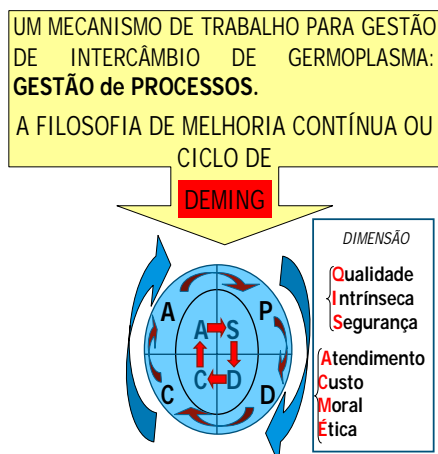 UM MECANISMO DE TRABALHO PARA GESTÃO
DE INTERCÂMBIO DE GERMOPLASMA:
GESTÃO de PROCESSOS.
A FILOSOFIA DE MELHORIA CONTÍNUA OU
CICLO DE
DEMING
DIMENSÃO
Qualidade
Intrínseca
Segurança
Atendimento
Custo
Moral
Ética
A P
A S
C D
C D